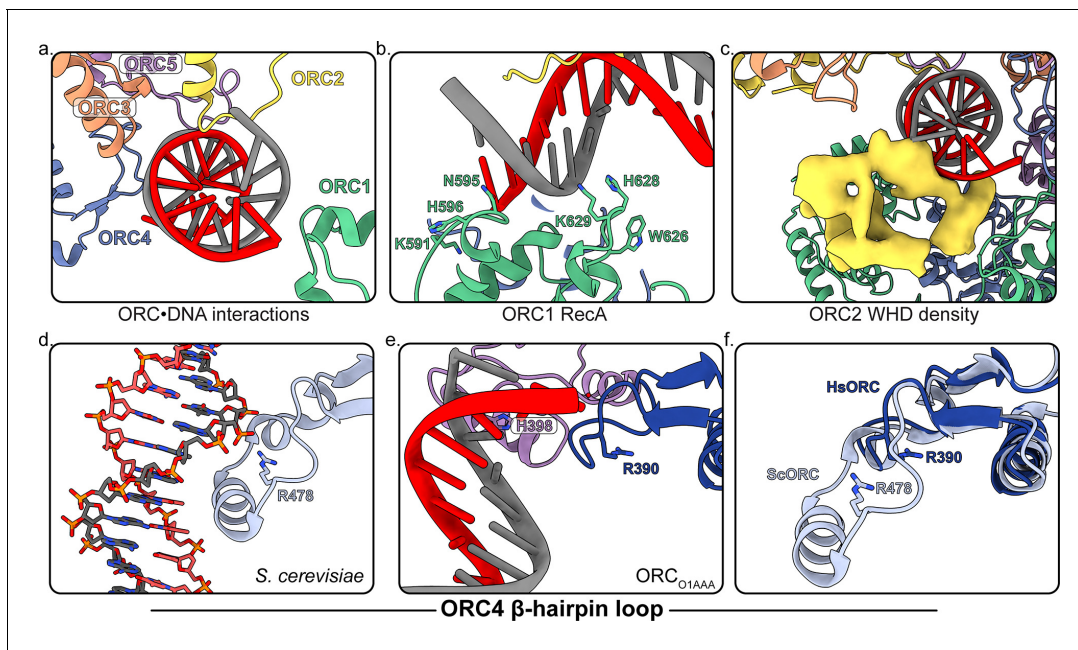 a.
ORC5
ORC2
ORC3
ORC1
ORC4
ORC•DNA interactions
b.
N595
H628
H596
K629
K591
W626
ORC1 RecA
c.
ORC2 WHD density
d.
R478
S. cerevisiae
e.
H398
R390
ORCO1AAA
f.
HsORC
R390
ScORC
R478
ORC4 β-hairpin loop